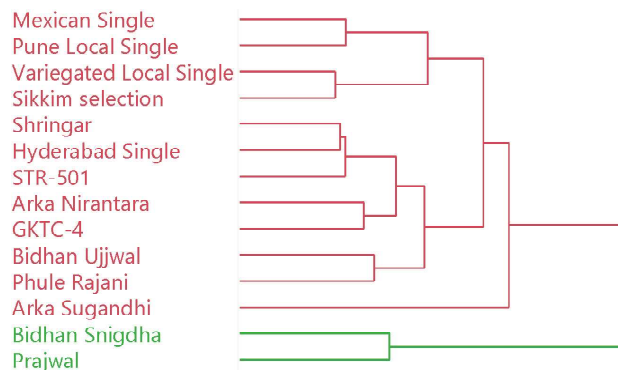 Mexican Single
Pune Local Single
Variegated Local Single
Sikkim selection
Shringar
Hyderabad Single
STR-501
Arka Nirantara
GKTC-4
Bidhan Ujjwal
Phule Rajani
Arka Sugandhi
Bidhan Snigdha
Prajwal